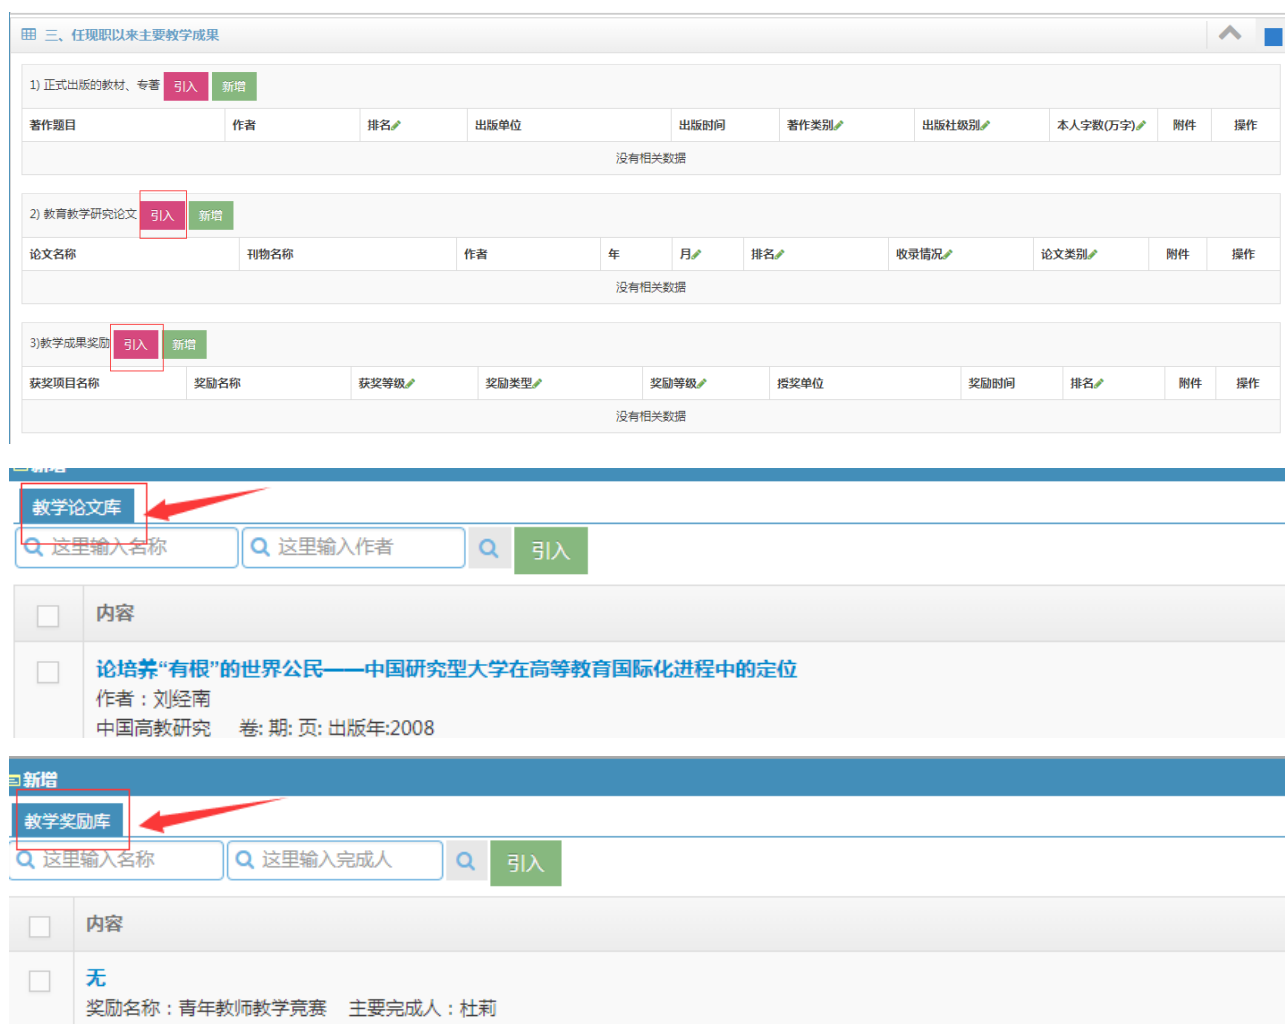 三、任现职以来主要教学成果
1) 正式出版的教材、专著 引入 新增
著作题目 作者 排名 出版单位 出版时间 著作类别 出版社级别 本人字数(万字) 附件 操作
没有相关数据
2) 教育教学研究论文 引入 新增
论文名称 刊物名称 作者 年 月 排名 收录情况 论文类别 附件 操作
没有相关数据
3)教学成果奖励 引入 新增
获奖项目名称 奖励名称 获奖等级 奖励类型 奖励等级 授奖单位 奖励时间 排名 附件 操作
没有相关数据
新增
教学论文库
这里输入名称 这里输入作者 引入
内容
论培养“有根”的世界公民——中国研究型大学在高等教育国际化进程中的定位
作者：刘经南
中国高教研究 卷: 期: 页: 出版年:2008
新增
教学奖励库
这里输入名称 这里输入完成人 引入
内容
无
奖励名称：青年教师教学竞赛 主要完成人：杜莉